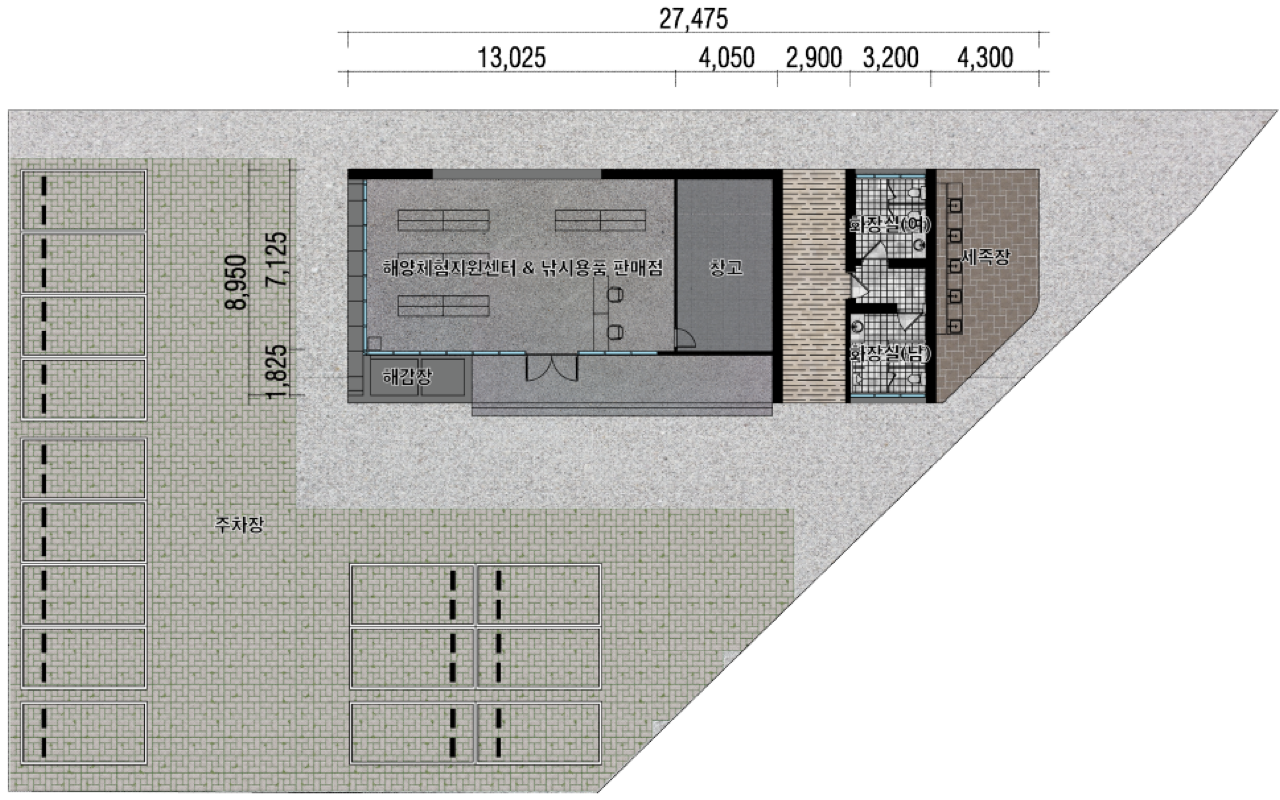 27,475
13,025 4,050 2,900 3,200 4,300
화장실(여)
8,950 7,125
해양체험지원센터 & 낚시용품 판매점 창고 세족장
1,825
해감장 화장실(남)
주차장